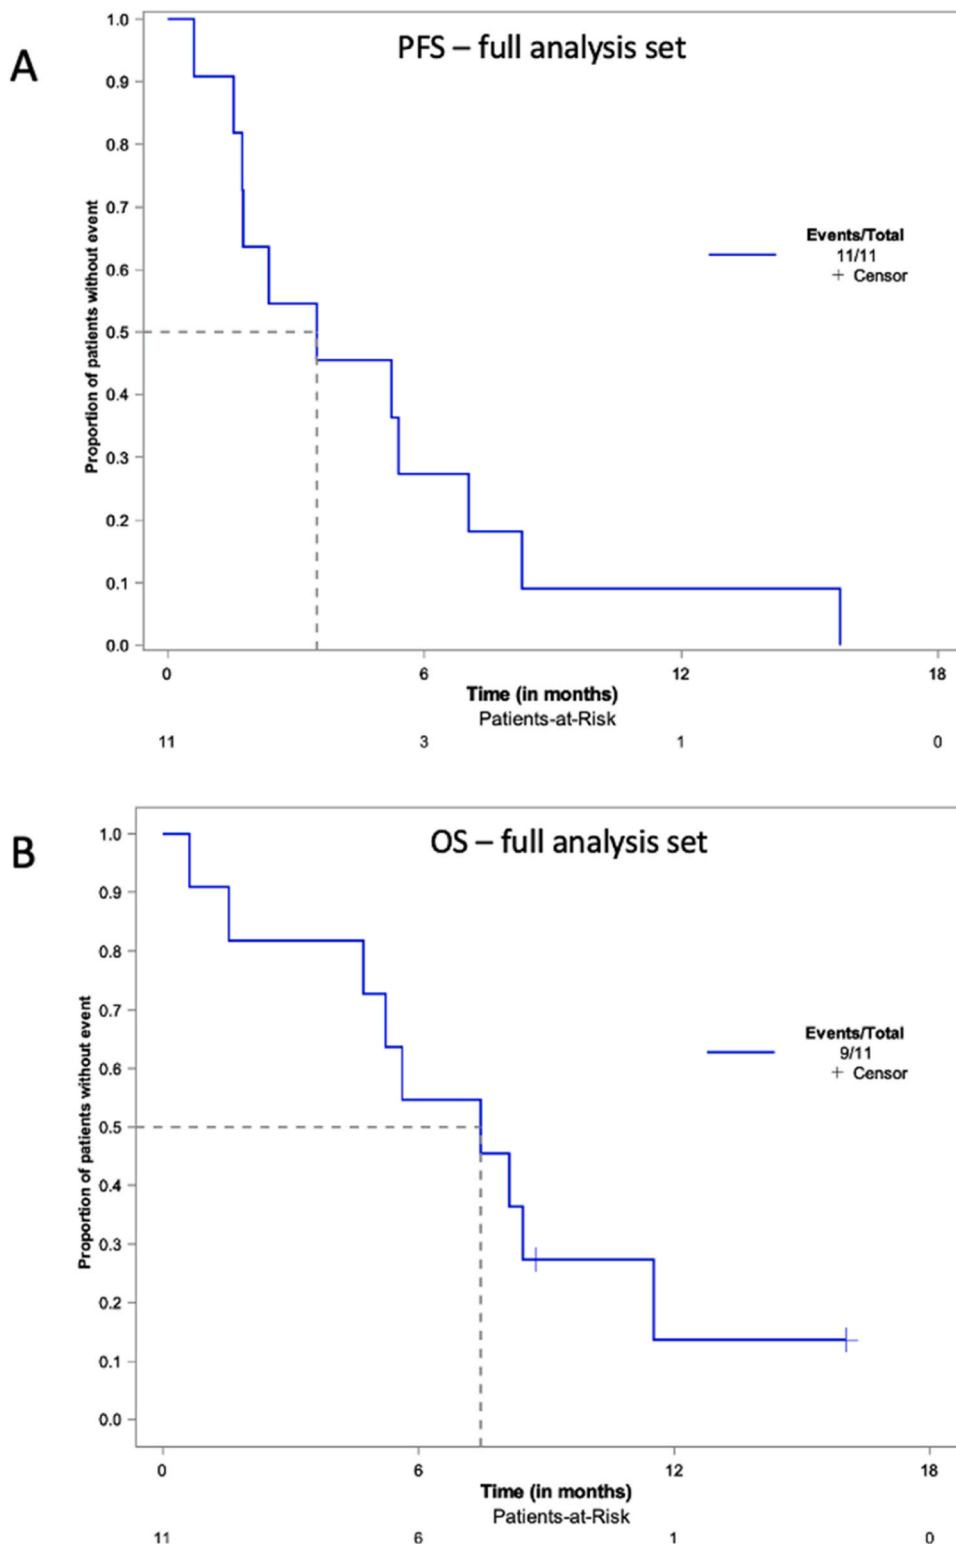 A
PFS – full analysis set
Proportion of patients without event
1.0
0.9
0.8
0.7
0.6
0.5
0.4
0.3
0.2
0.1
0.0
Events/Total
11/11
+ Censor
0 6 12 18
Time (in months)
Patients-at-Risk
11 3 1 0
B
OS – full analysis set
Proportion of patients without event
1.0
0.9
0.8
0.7
0.6
0.5
0.4
0.3
0.2
0.1
0.0
Events/Total
9/11
+ Censor
0 6 12 18
Time (in months)
Patients-at-Risk
11 6 1 0